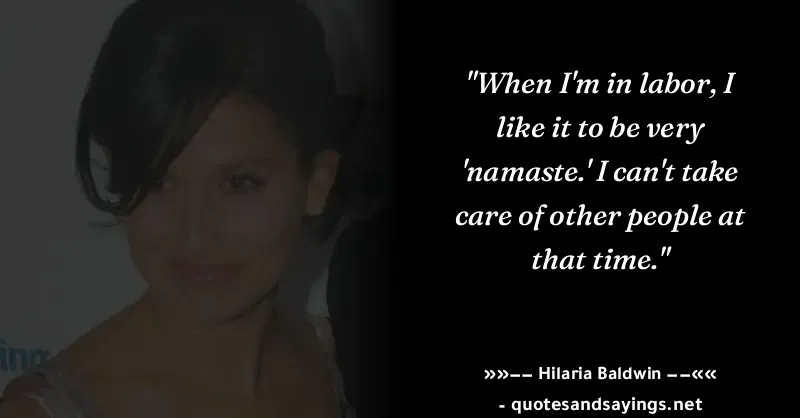 "When I'm in labor, I
like it to be very
'namaste.' I can't take
care of other people at
that time."
»»−− Hilaria Baldwin −−««
- quotesandsayings.net
ing